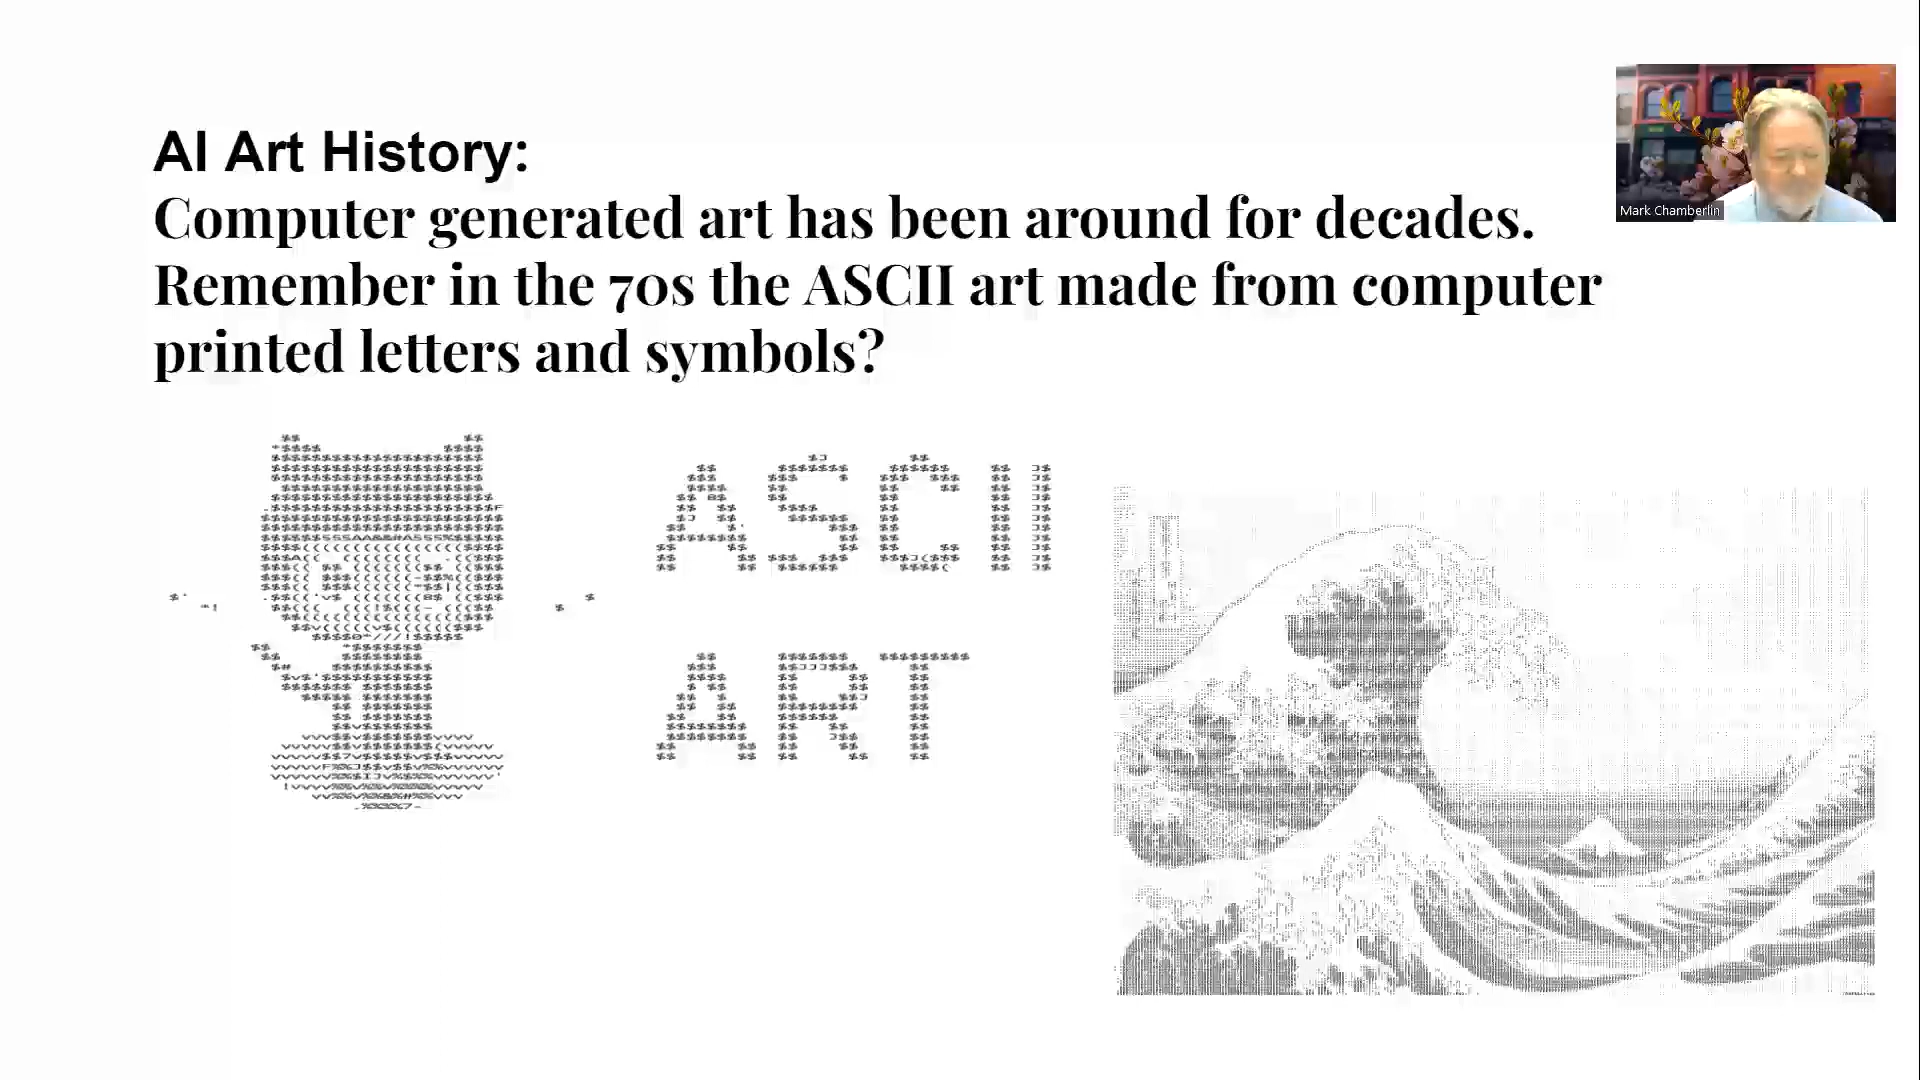 AI Art History:
Computer generated art has been around for decades.
Remember in the 70s the ASCII art made from computer
printed letters and symbols?
Mark Chamberlin
ASCII
ART